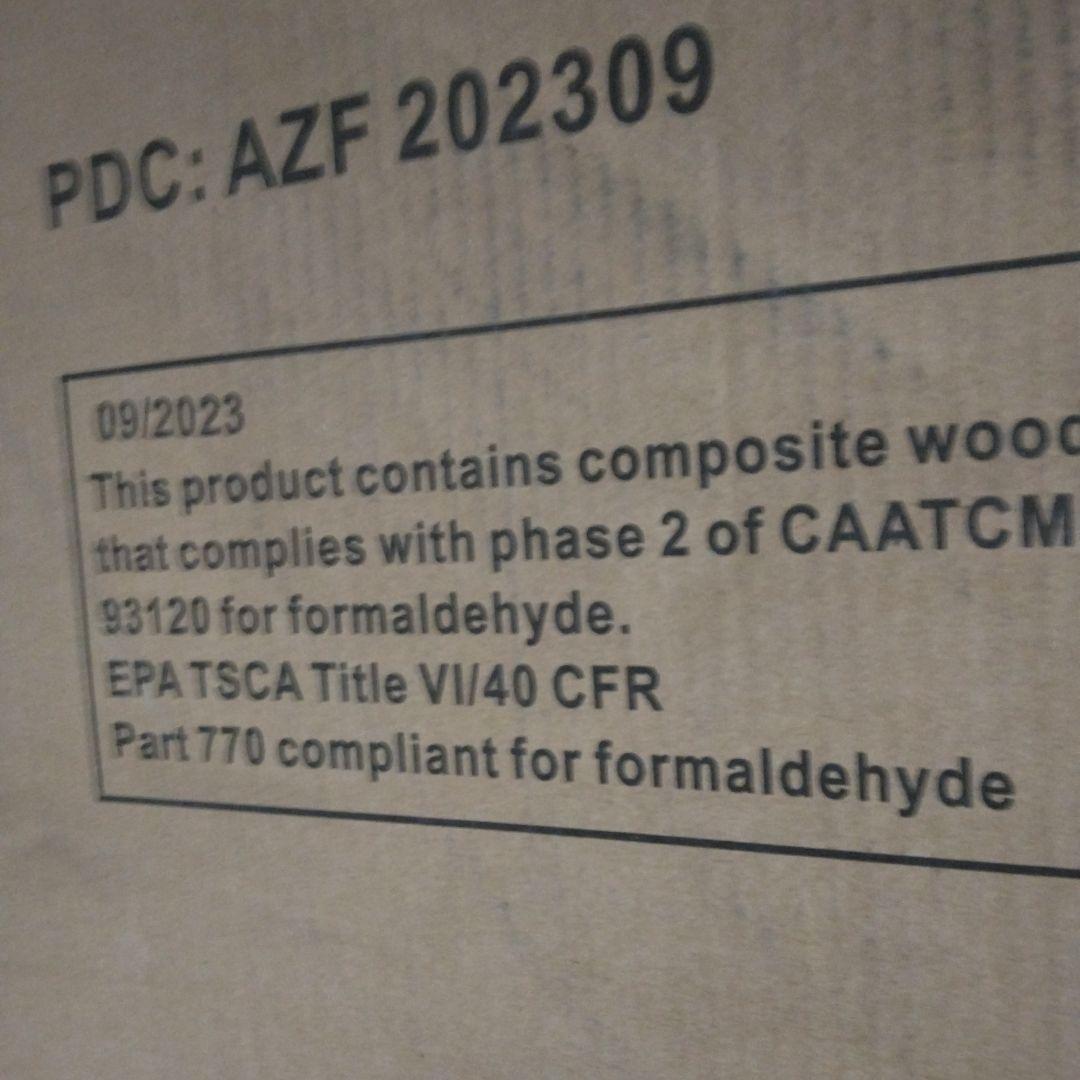 PDC: AZF 202309
09/2023
This product contains composite wood
that complies with phase 2 of CAATCM
93120 for formaldehyde.
EPA TSCA Title VI/40 CFR
Part 770 compliant for formaldehyde